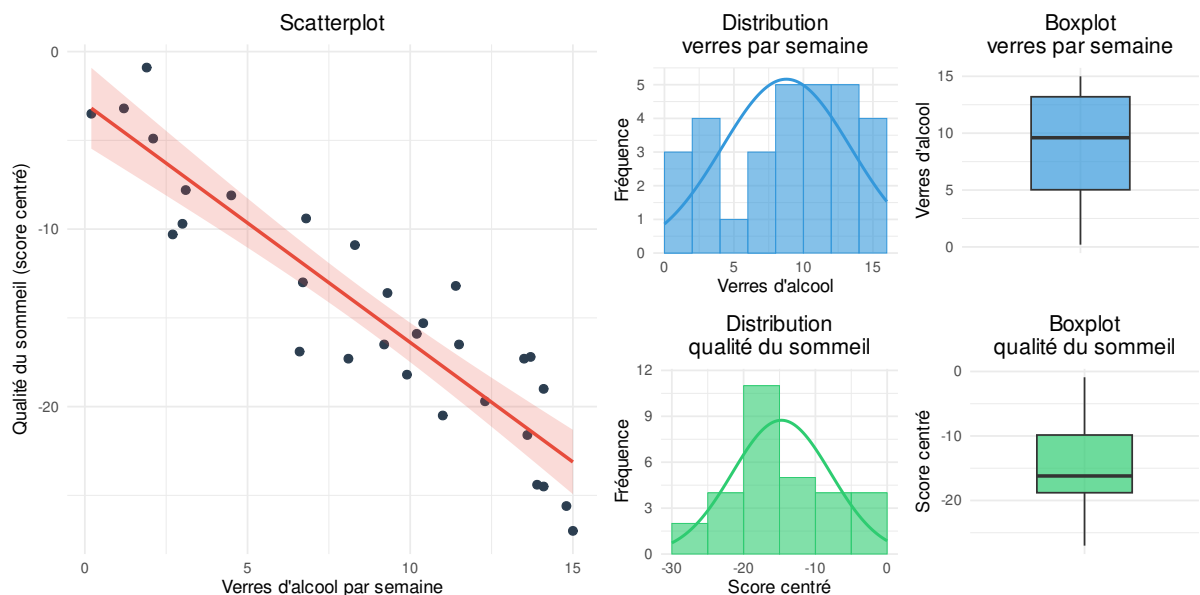 Scatterplot
0
-10
-20
0
5
10
15
Verres d'alcool par semaine
Qualité du sommeil (score centré)
Distribution
verres par semaine
5
4
3
2
1
0
0
5
10
15
Verres d'alcool
Fréquence
Boxplot
verres par semaine
15
10
5
0
Verres d'alcool
Distribution
qualité du sommeil
12
9
6
3
0
-30
-20
-10
0
Score centré
Fréquence
Boxplot
qualité du sommeil
0
-10
-20
Score centré